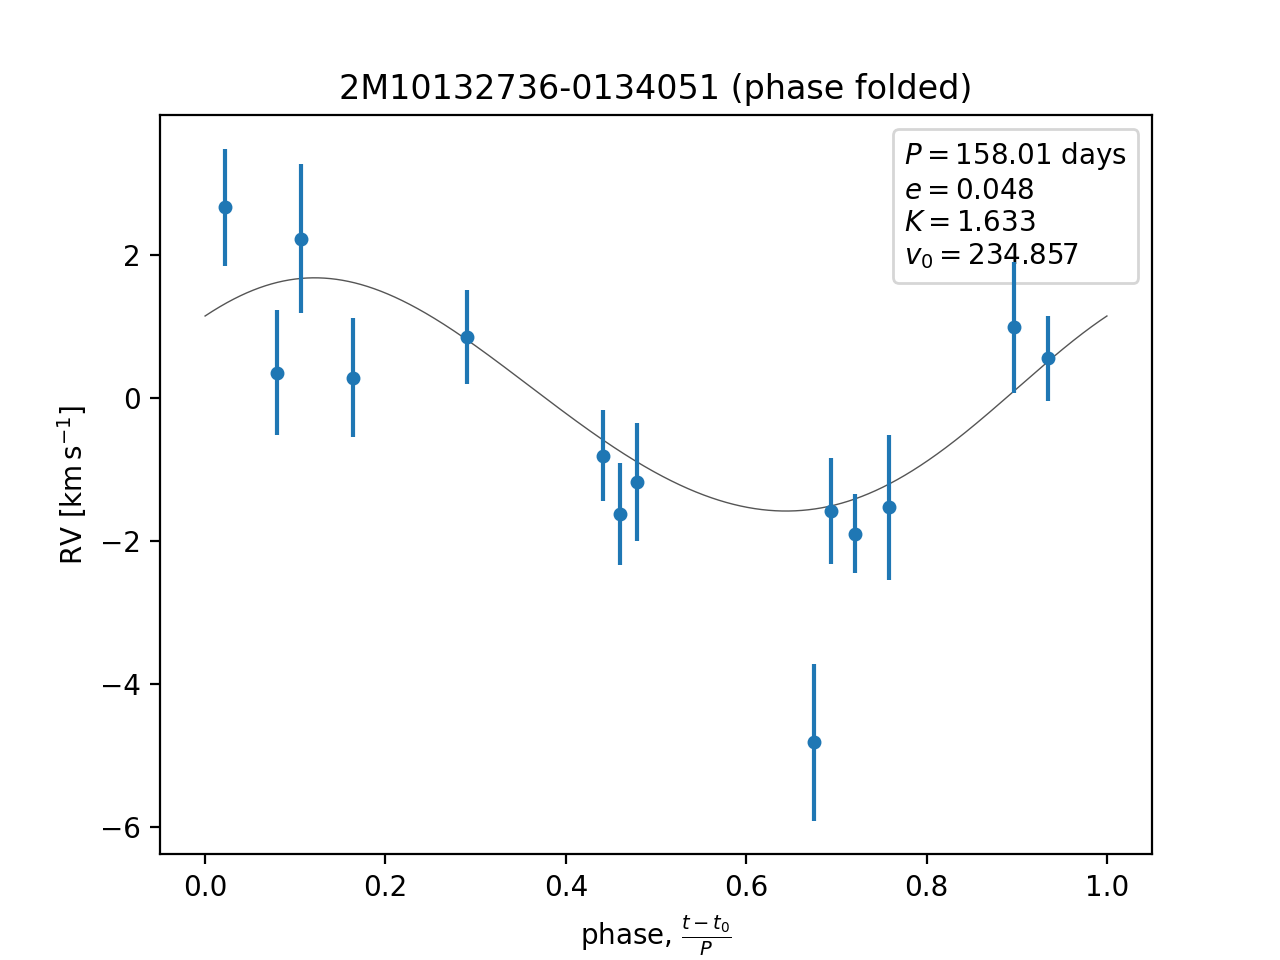 2M10132736-0134051 (phase folded)
P = 158.01 days
e = 0.048
K = 1.633
v₀ = 234.857
RV [km s⁻¹]
2
0
−2
−4
−6
0.0 0.2 0.4 0.6 0.8 1.0
phase, (t − t₀)/P